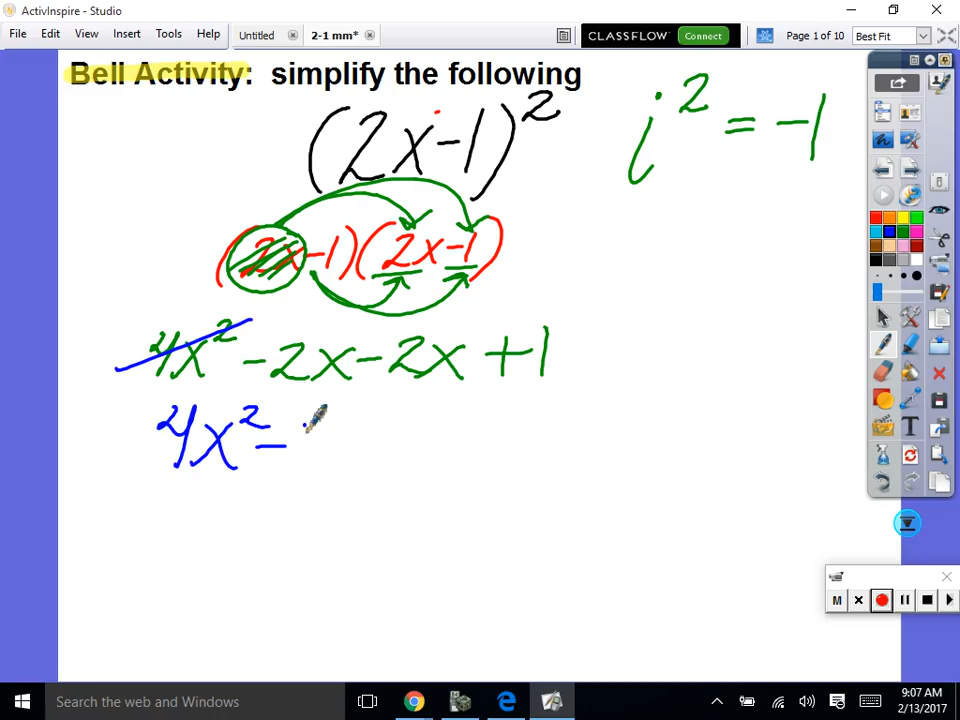 ActivInspire - Studio
File Edit View Insert Tools Help Untitled 2-1 mm* CLASSFLOW Connect Page 1 of 10 Best Fit
Bell Activity: simplify the following
(2x-1)²
i² = -1
(2x-1)(2x-1)
4x² -2x-2x +1
4x² -
M
Search the web and Windows
9:07 AM
2/13/2017